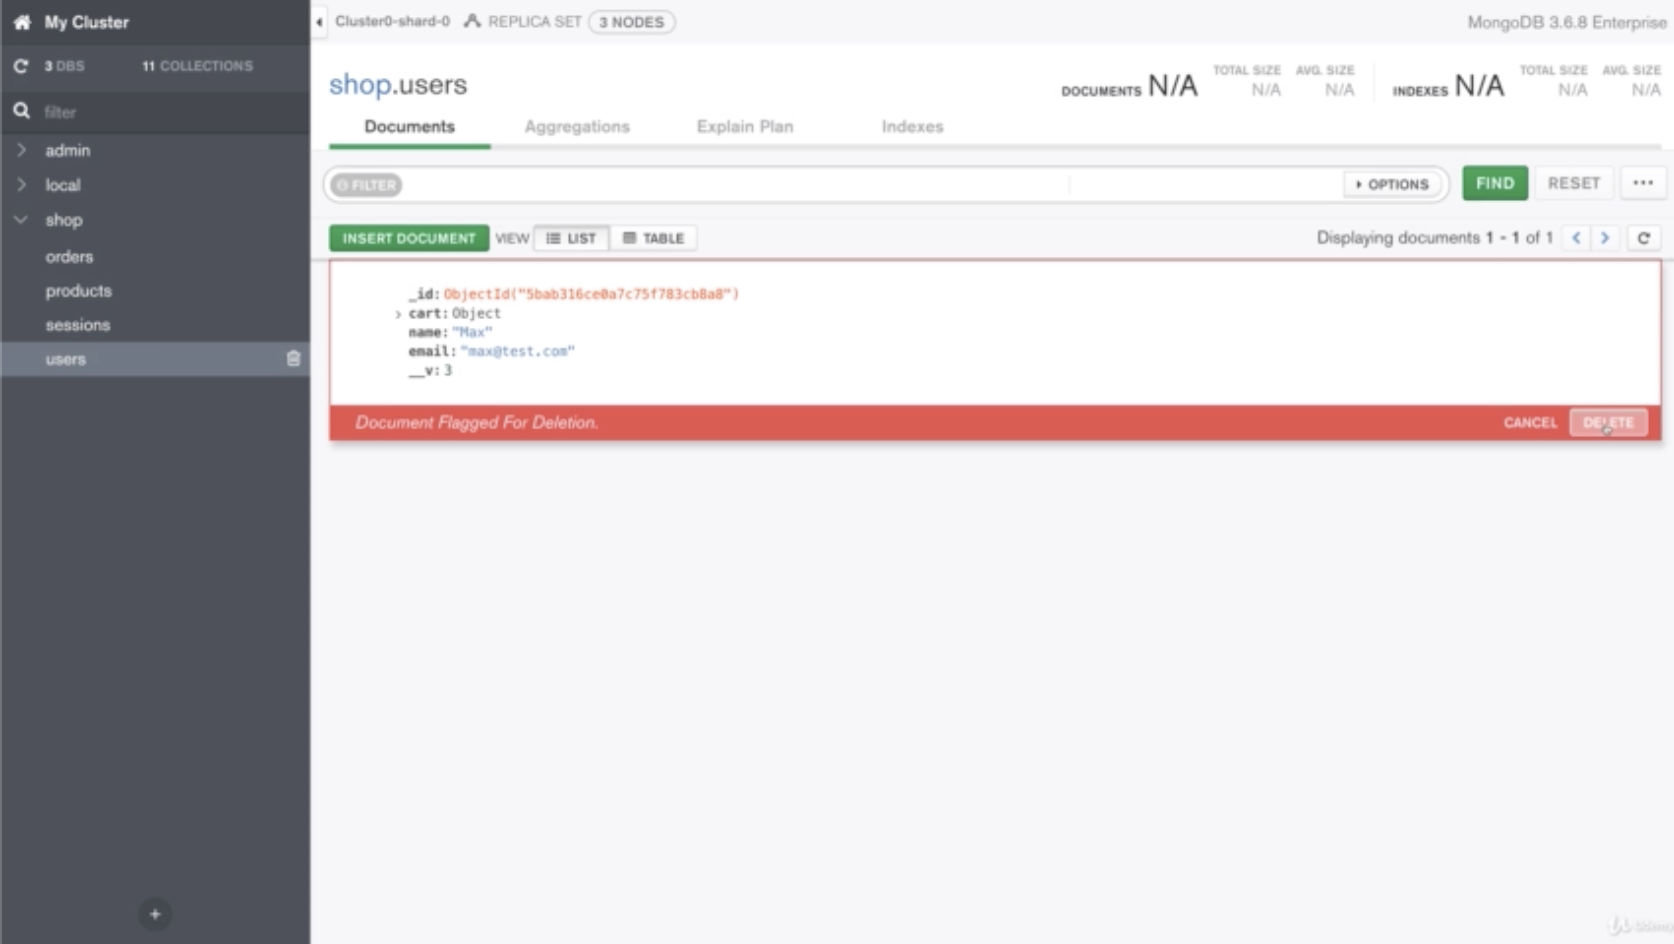 My Cluster
Cluster0-shard-0 REPLICA SET 3 NODES
MongoDB 3.6.8 Enterprise
3 DBS 11 COLLECTIONS
filter
admin
local
shop
orders
products
sessions
users
shop.users
DOCUMENTS N/A
TOTAL SIZE AVG. SIZE
N/A N/A
INDEXES N/A
TOTAL SIZE AVG. SIZE
N/A N/A
Documents Aggregations Explain Plan Indexes
FILTER OPTIONS FIND RESET ...
INSERT DOCUMENT VIEW LIST TABLE
Displaying documents 1 - 1 of 1
_id: ObjectId("5bab316ce0a7c75f783cb8a8")
cart: Object
name: "Max"
email: "max@test.com"
__v: 3
Document Flagged For Deletion.
CANCEL DELETE
Udemy